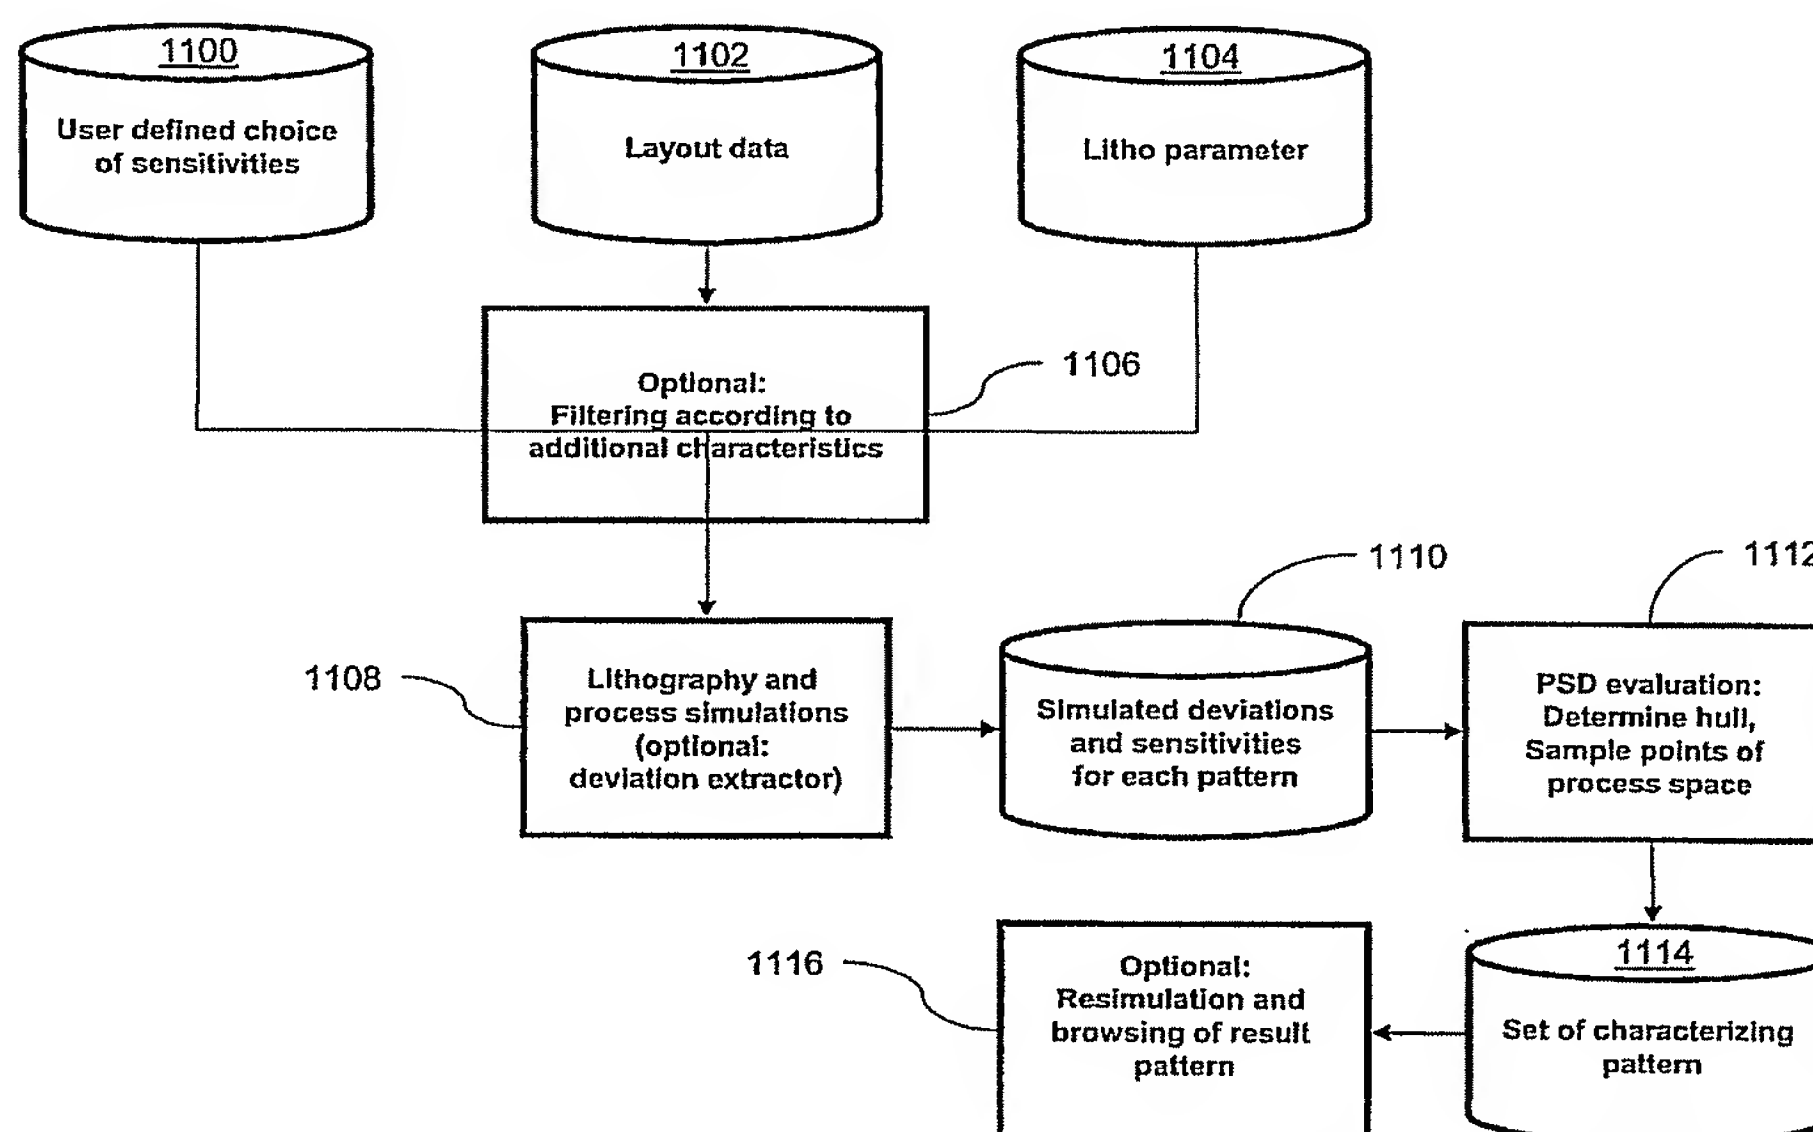 1100
User defined choice
of sensitivities
1102
Layout data
1104
Litho parameter
1106
Optional:
Filtering according to
additional characteristics
1108
Lithography and
process simulations
(optional:
deviation extractor)
1110
Simulated deviations
and sensitivities
for each pattern
1112
PSD evaluation:
Determine hull,
Sample points of
process space
1114
Set of characterizing
pattern
1116
Optional:
Resimulation and
browsing of result
pattern